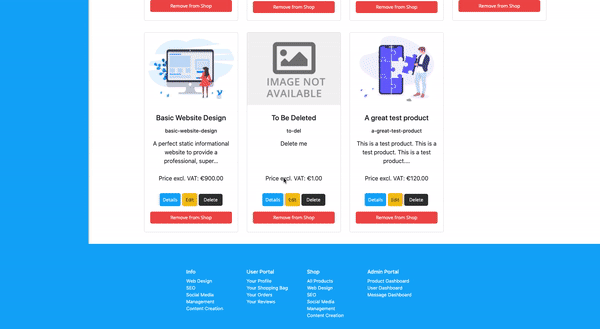 Remove from Shop
Remove from Shop
Remove from Shop
Remove from Shop
Basic Website Design
basic-website-design
A perfect static informational
website to provide a
professional, super...
Price excl. VAT: €900.00
Details
Edit
Delete
Remove from Shop
IMAGE NOT
AVAILABLE
To Be Deleted
to-del
Delete me
Price excl. VAT: €1.00
Details
Edit
Delete
Remove from Shop
A great test product
a-great-test-product
This is a test product. This is a
test product. This is a test
product....
Price excl. VAT: €120.00
Details
Edit
Delete
Remove from Shop
Info
Web Design
SEO
Social Media
Management
Content Creation
User Portal
Your Profile
Your Shopping Bag
Your Orders
Your Reviews
Shop
All Products
Web Design
SEO
Social Media
Management
Content Creation
Admin Portal
Product Dashboard
User Dashboard
Message Dashboard